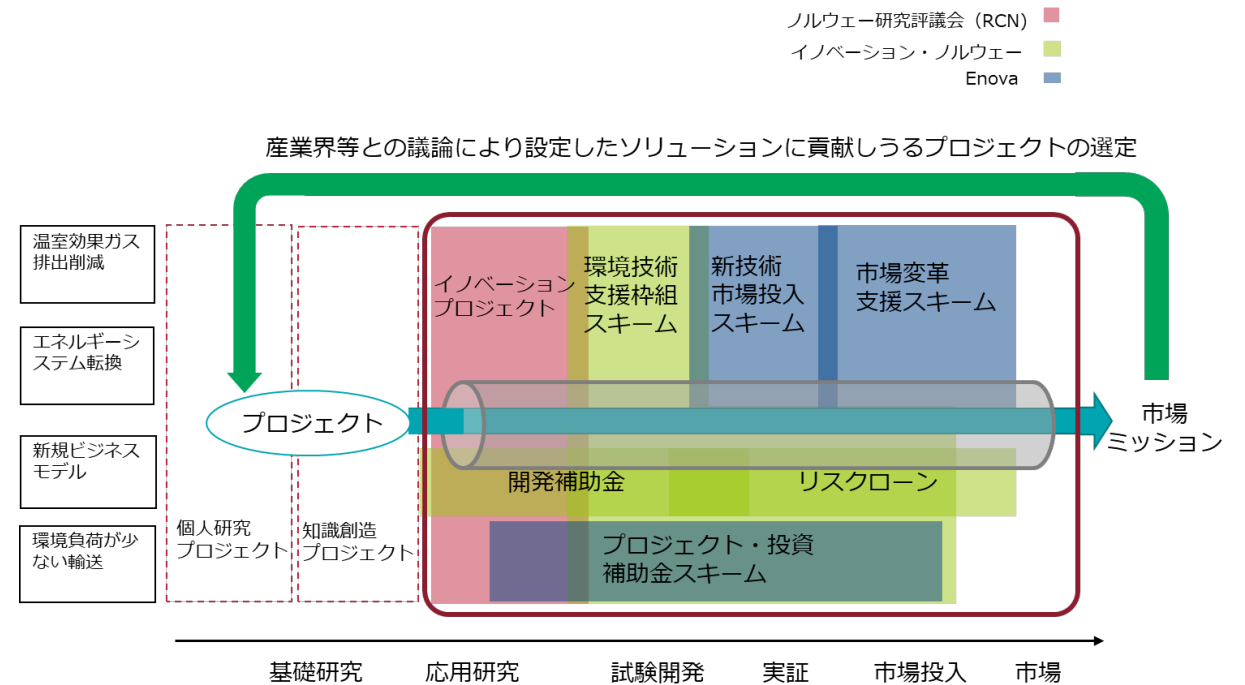 ノルウェー研究評議会（RCN)
イノベーション・ノルウェー
Enova
産業界等との議論により設定したソリューションに貢献しうるプロジェクトの選定
温室効果ガス
排出削減
エネルギーシ
ステム転換
新規ビジネス
モデル
環境負荷が少
ない輸送
イノベーション
プロジェクト
環境技術
支援枠組
スキーム
新技術
市場投入
スキーム
市場変革
支援スキーム
プロジェクト
市場
ミッション
開発補助金
リスクローン
個人研究
プロジェクト
知識創造
プロジェクト
プロジェクト・投資
補助金スキーム
基礎研究
応用研究
試験開発
実証
市場投入
市場